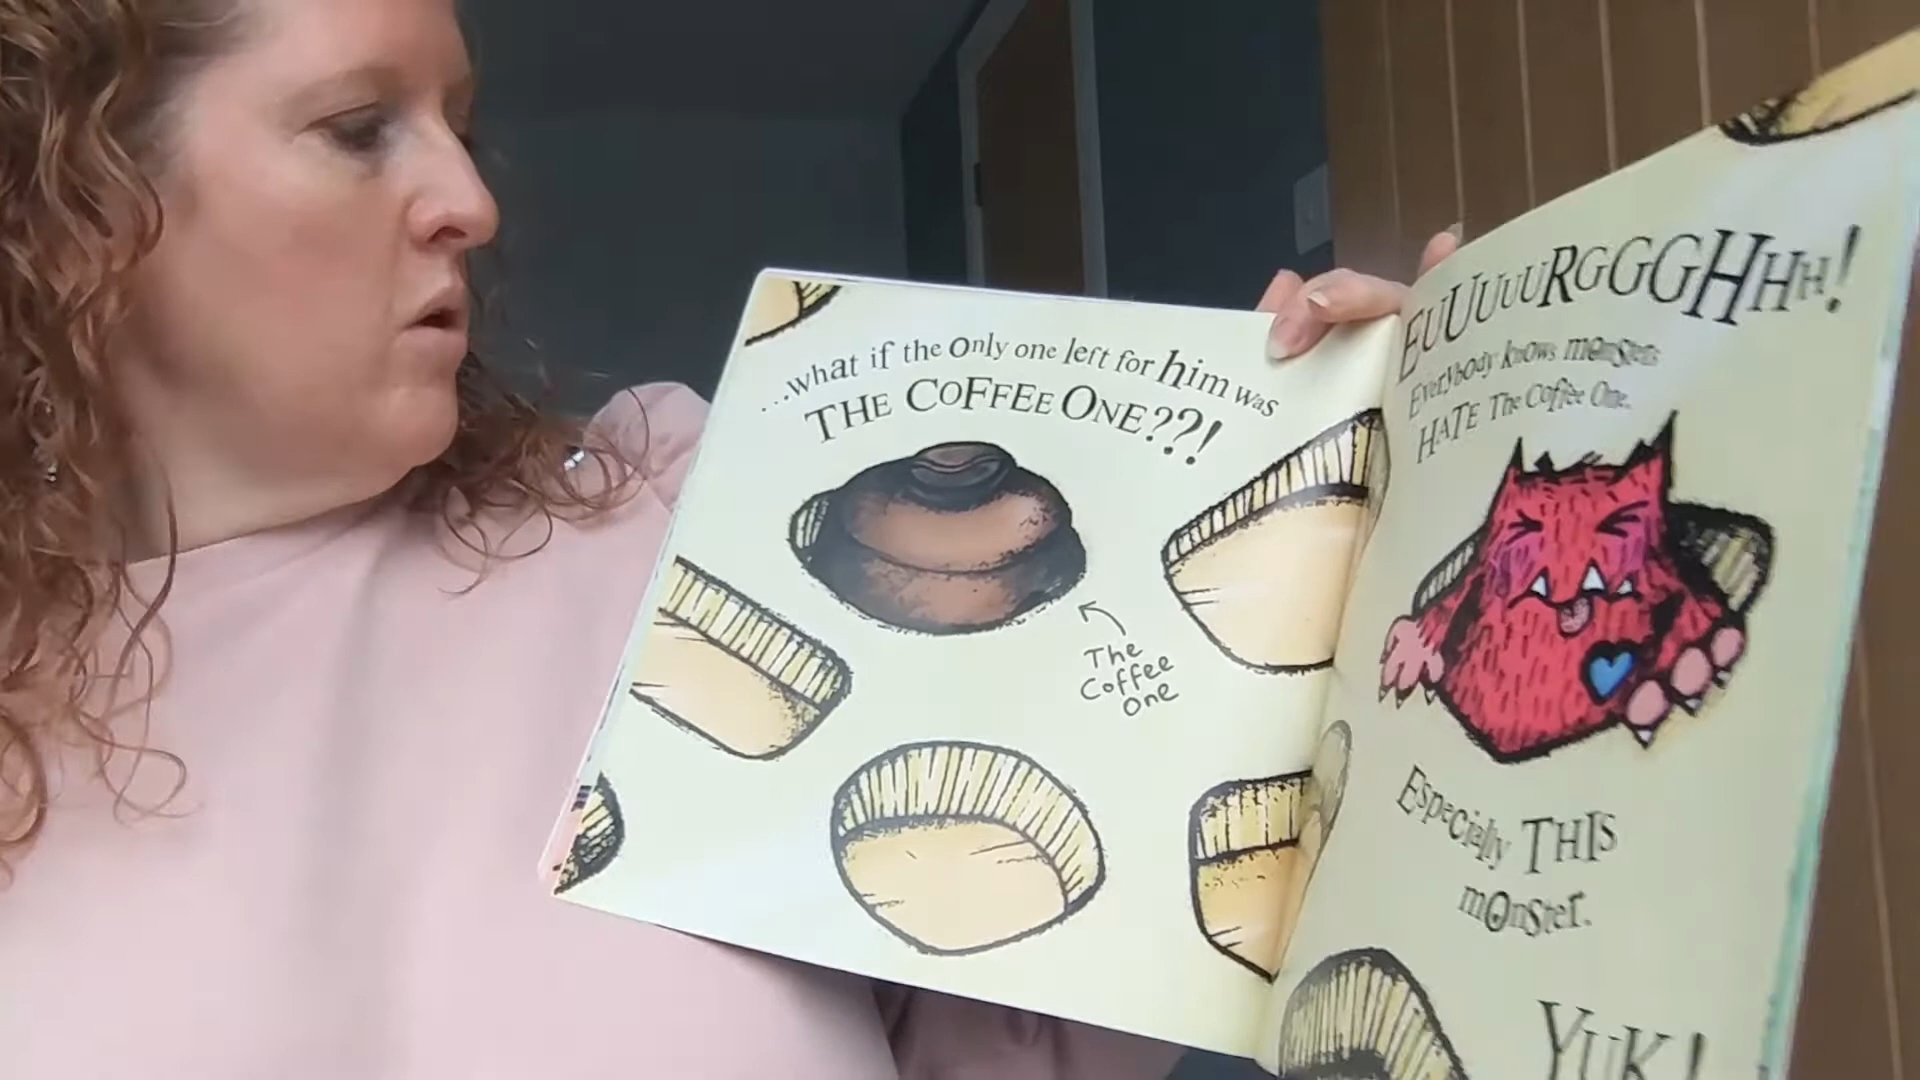 ...what if the only one left for him was
THE COFFEE ONE??!
The
Coffee
One
EUUUUURGGGGHHH!
Everybody knows monsters
HATE The Coffee One.
Especially THIS
monster.
YUK!